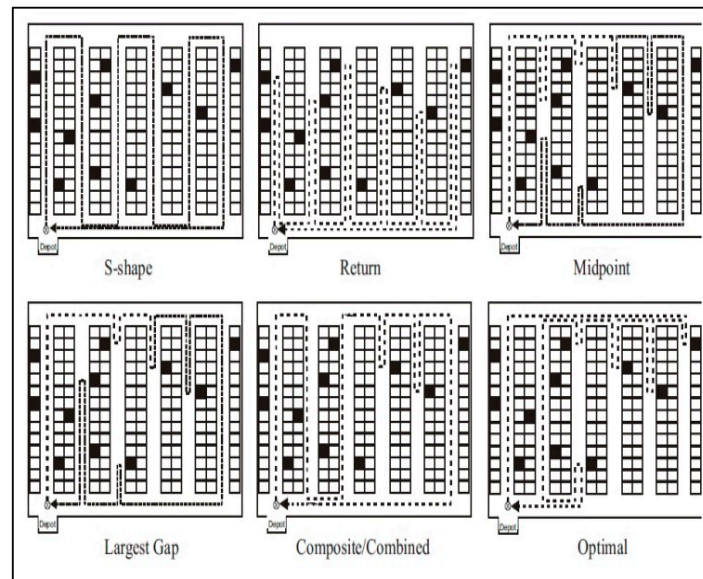 Depot
S-shape
Depot
Return
Depot
Midpoint
Depot
Largest Gap
Depot
Composite/Combined
Depot
Optimal